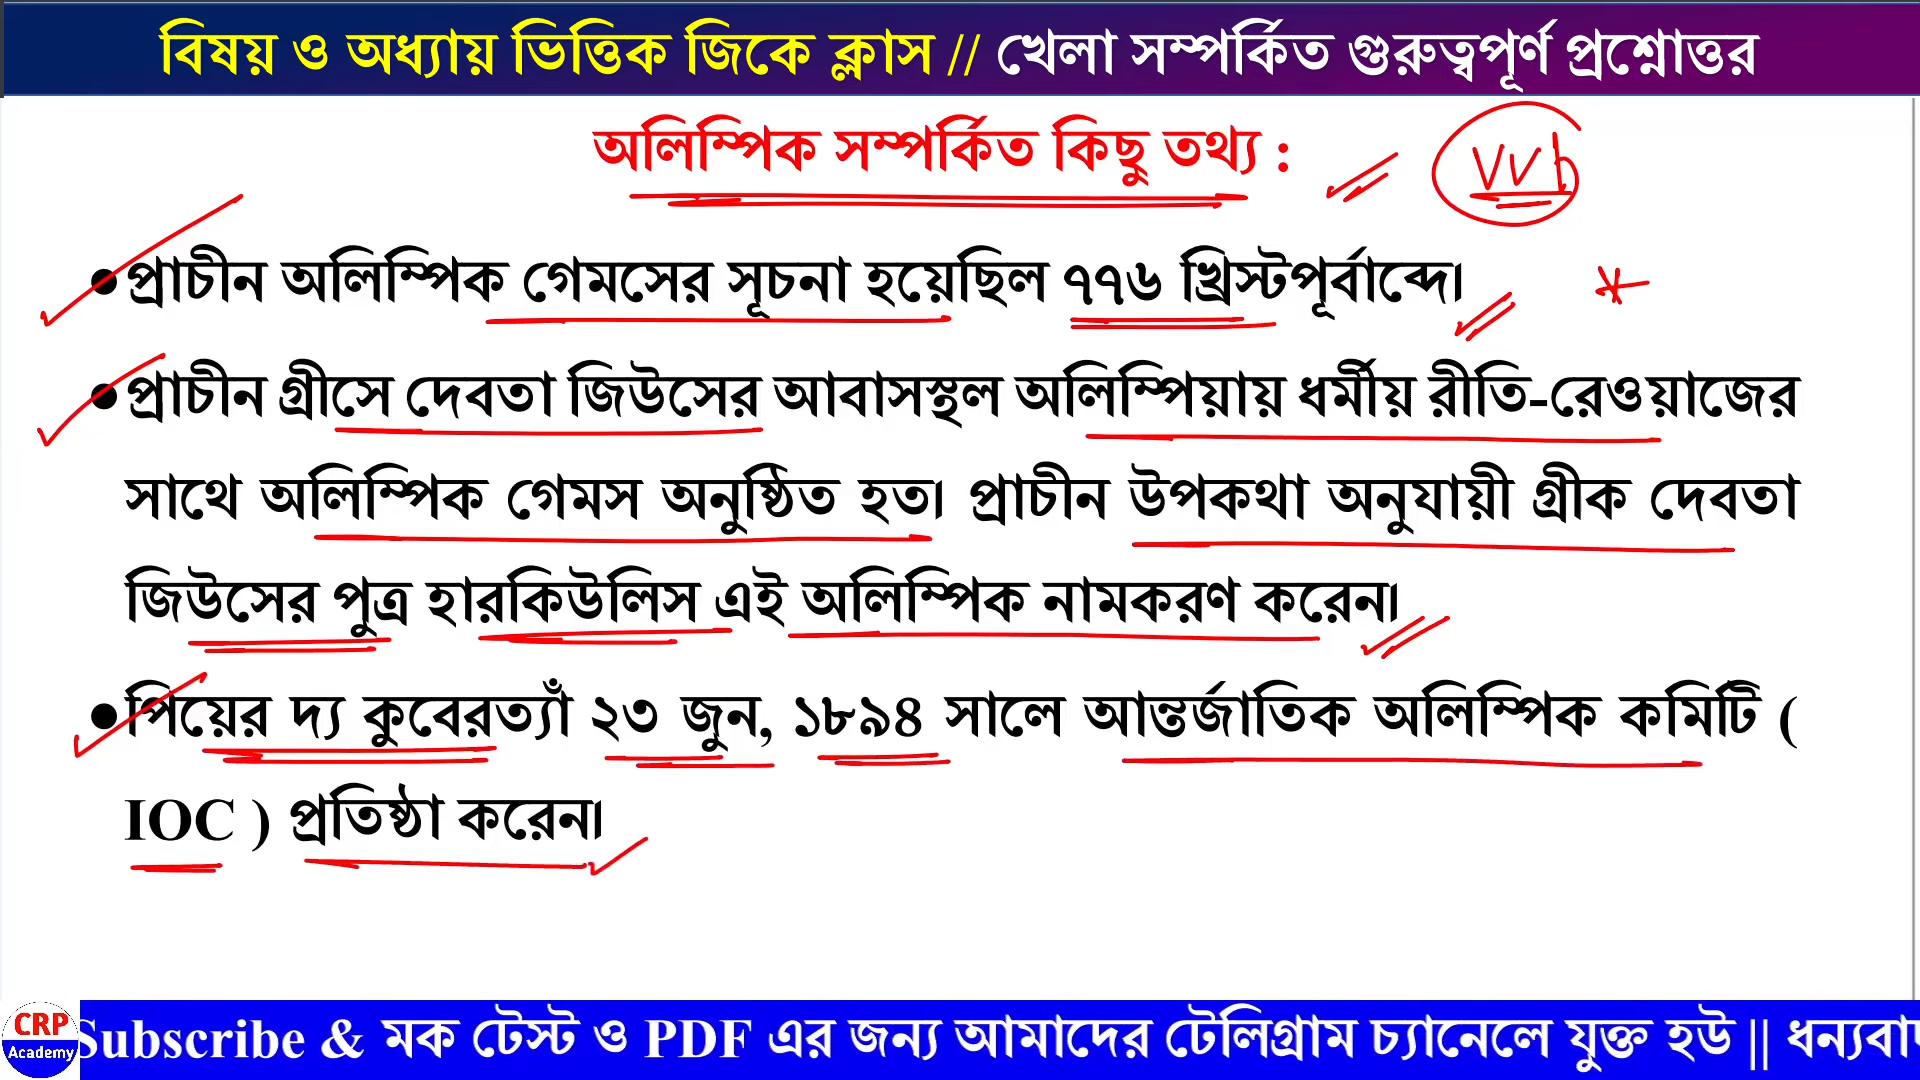 বিষয় ও অধ্যায় ভিত্তিক জিকে ক্লাস // খেলা সম্পর্কিত গুরুত্বপূর্ণ প্রশ্নোত্তর
অলিম্পিক সম্পর্কিত কিছু তথ্য :
•প্রাচীন অলিম্পিক গেমসের সূচনা হয়েছিল ৭৭৬ খ্রিস্টপূর্বাব্দে।
•প্রাচীন গ্রীসে দেবতা জিউসের আবাসস্থল অলিম্পিয়ায় ধর্মীয় রীতি-রেওয়াজের
সাথে অলিম্পিক গেমস অনুষ্ঠিত হত। প্রাচীন উপকথা অনুযায়ী গ্রীক দেবতা
জিউসের পুত্র হারকিউলিস এই অলিম্পিক নামকরণ করেন।
•পিয়ের দ্য কুবেরত্যাঁ ২৩ জুন, ১৮৯৪ সালে আন্তর্জাতিক অলিম্পিক কমিটি (
IOC ) প্রতিষ্ঠা করেন।
CRP
Academy
Subscribe & মক টেস্ট ও PDF এর জন্য আমাদের টেলিগ্রাম চ্যানেলে যুক্ত হউ ||